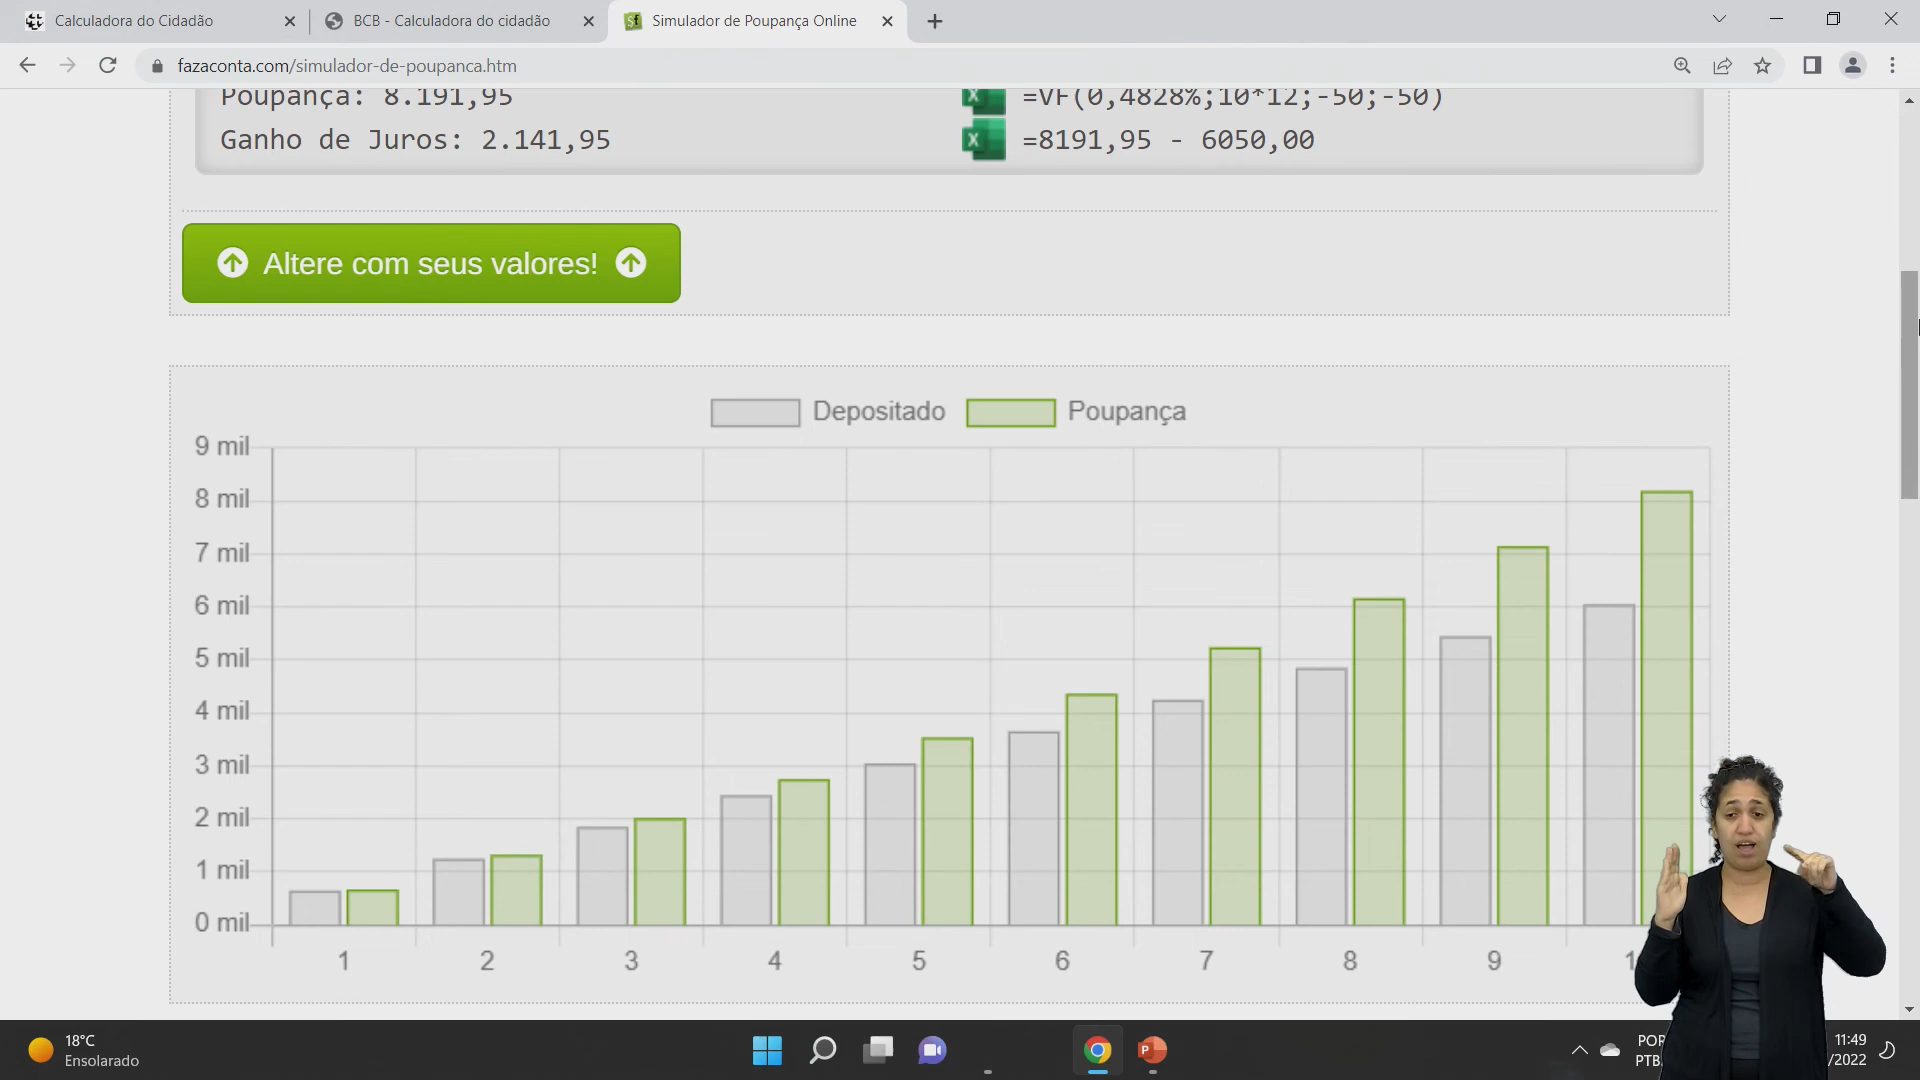 Calculadora do Cidadão
BCB - Calculadora do cidadão
Simulador de Poupança Online
fazaconta.com/simulador-de-poupanca.htm
Poupança: 8.191,95
=VF(0,4828%;10*12;-50;-50)
Ganho de Juros: 2.141,95
=8191,95 - 6050,00
Altere com seus valores!
Depositado
Poupança
9 mil
8 mil
7 mil
6 mil
5 mil
4 mil
3 mil
2 mil
1 mil
0 mil
1 2 3 4 5 6 7 8 9
18°C
Ensolarado
POR
PTB
11:49
/2022